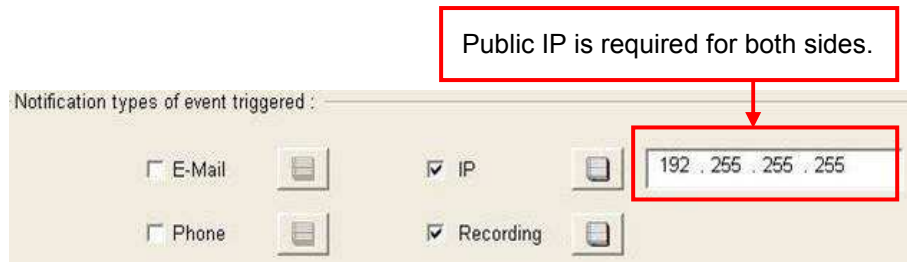 Public IP is required for both sides.
Notification types of event triggered :
E-Mail
IP
192 . 255 . 255 . 255
Phone
Recording